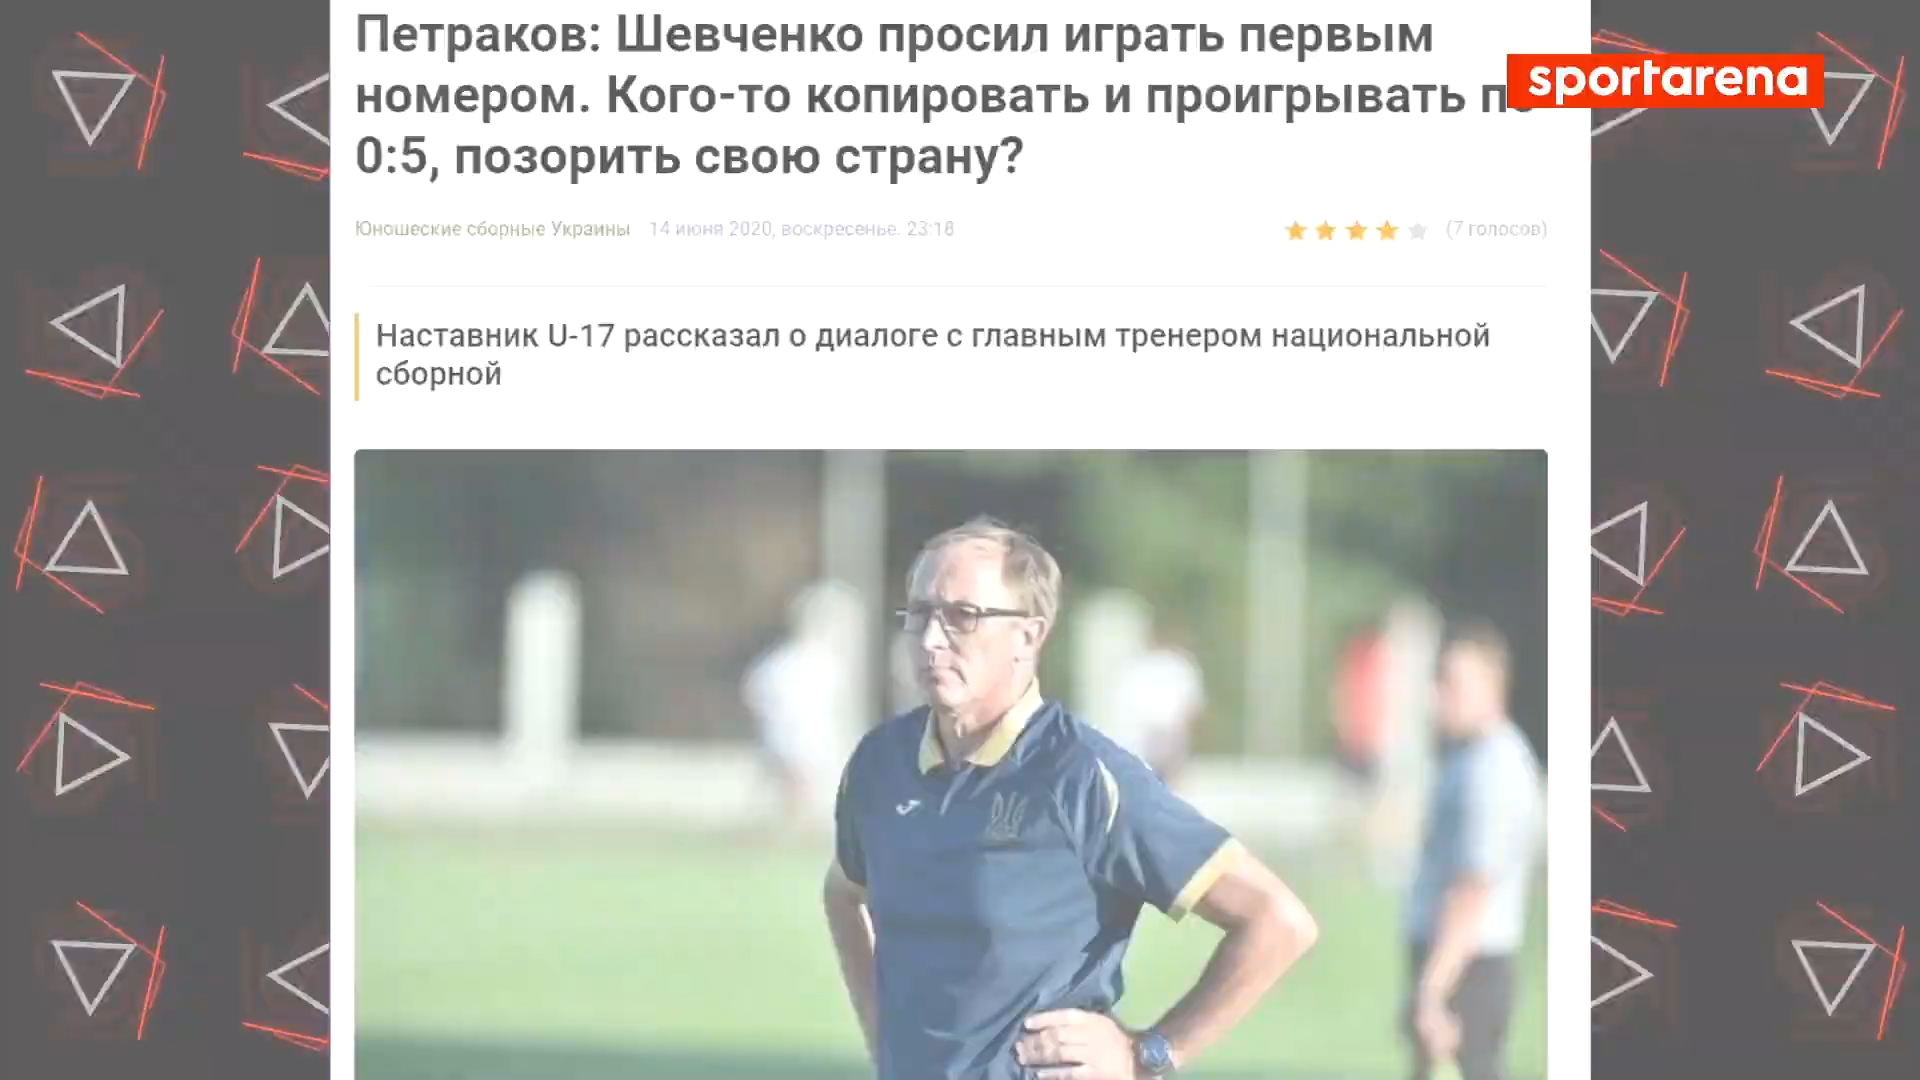 Петраков: Шевченко просил играть первым
номером. Кого-то копировать и проигрывать
0:5, позорить свою страну?
sportarena
Юношеские сборные Украины 14 июня 2020, воскресенье. 23:18
(7 голосов)
Наставник U-17 рассказал о диалоге с главным тренером национальной
сборной